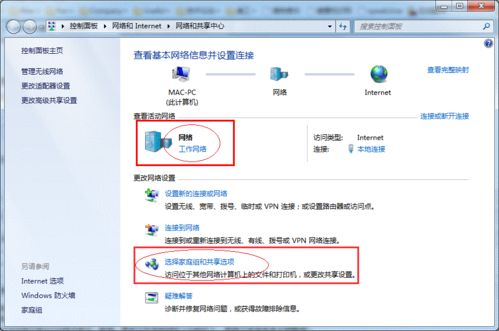 控制面板 ▸ 网络和 Internet ▸ 网络和共享中心
搜索控制面板
控制面板主页
管理无线网络
更改适配器设置
更改高级共享设置
另请参阅
Internet 选项
Windows 防火墙
家庭组
查看基本网络信息并设置连接
MAC-PC
(此计算机)
网络
Internet
查看完整映射
查看活动网络
连接或断开连接
网络
工作网络
访问类型: Internet
连接: 本地连接
更改网络设置
设置新的连接或网络
设置无线、宽带、拨号、临时或 VPN 连接；或设置路由器或访问点。
连接到网络
连接到或重新连接到无线、有线、拨号或 VPN 网络连接。
选择家庭组和共享选项
访问位于其他网络计算机上的文件和打印机，或更改共享设置。
疑难解答
诊断并修复网络问题，或获得故障排除信息。